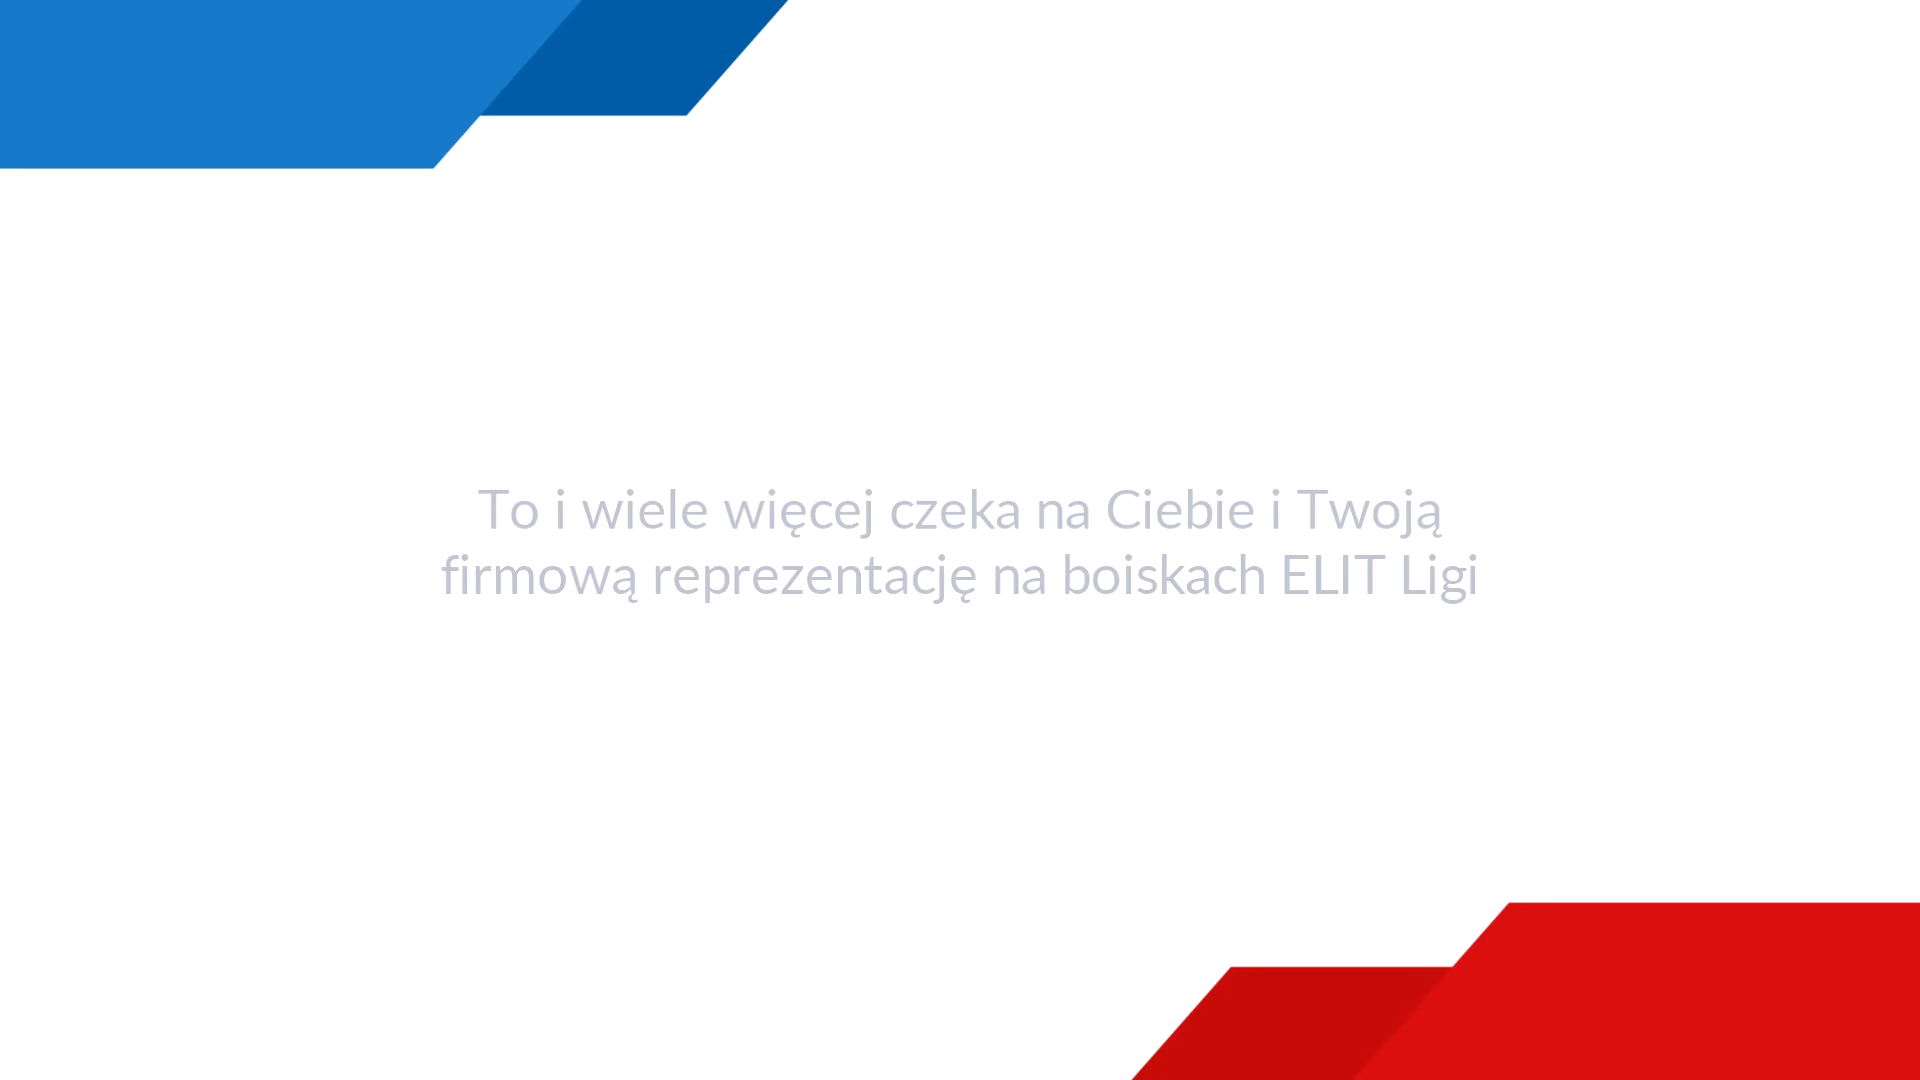 To i wiele więcej czeka na Ciebie i Twoją
firmową reprezentację na boiskach ELIT Ligi